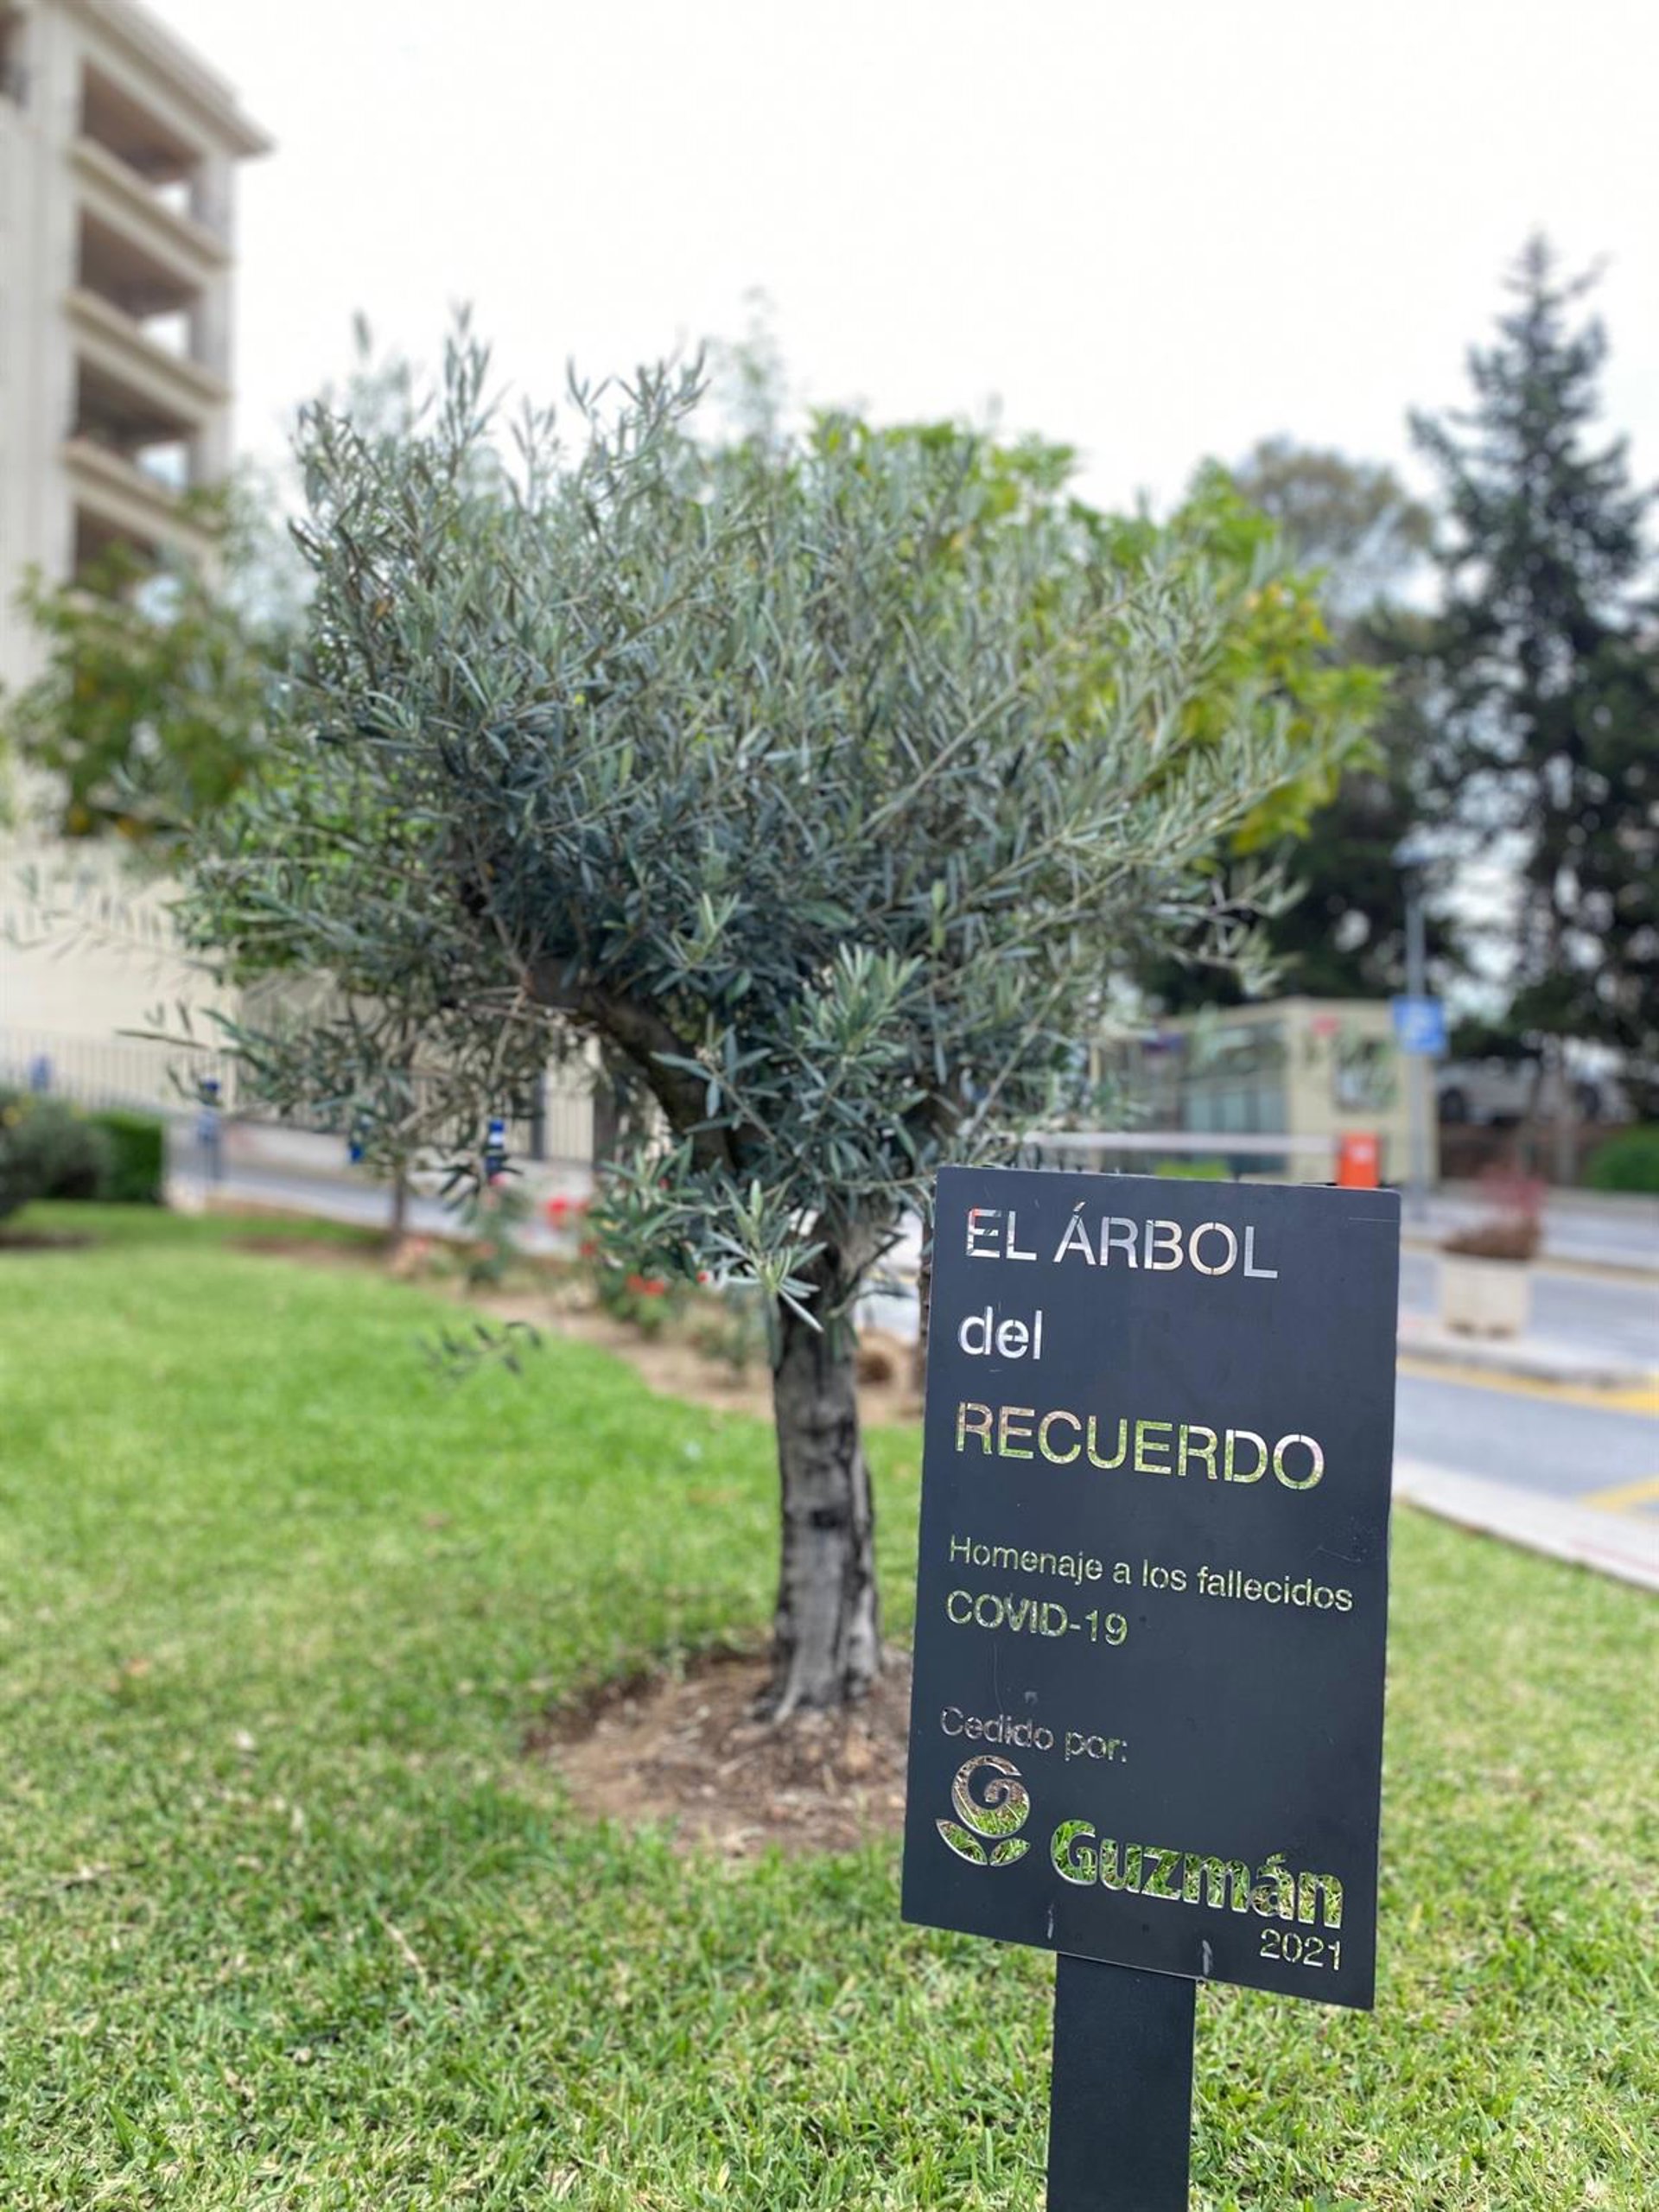 EL ÁRBOL
del
RECUERDO
Homenaje a los fallecidos
COVID-19
Cedido por:
Guzmán
2021